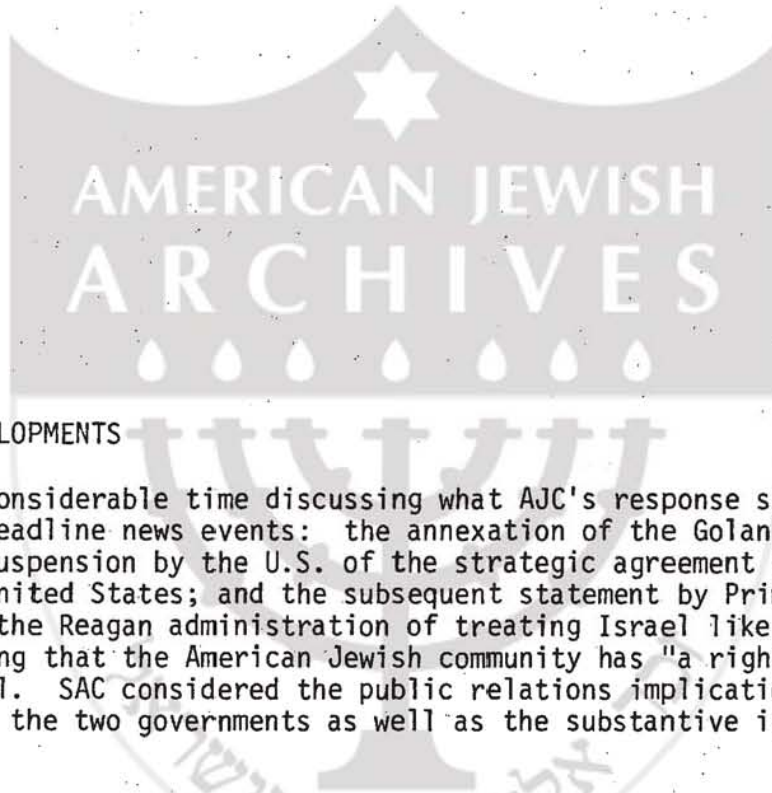 AMERICAN JEWISH
ARCHIVES
LOPMENTS
onsiderable time discussing what AJC's response s
eadline news events: the annexation of the Golan
uspension by the U.S. of the strategic agreement
nited States; and the subsequent statement by Pri
the Reagan administration of treating Israel like
ng that the American Jewish community has "a righ
l. SAC considered the public relations implicati
the two governments as well as the substantive i